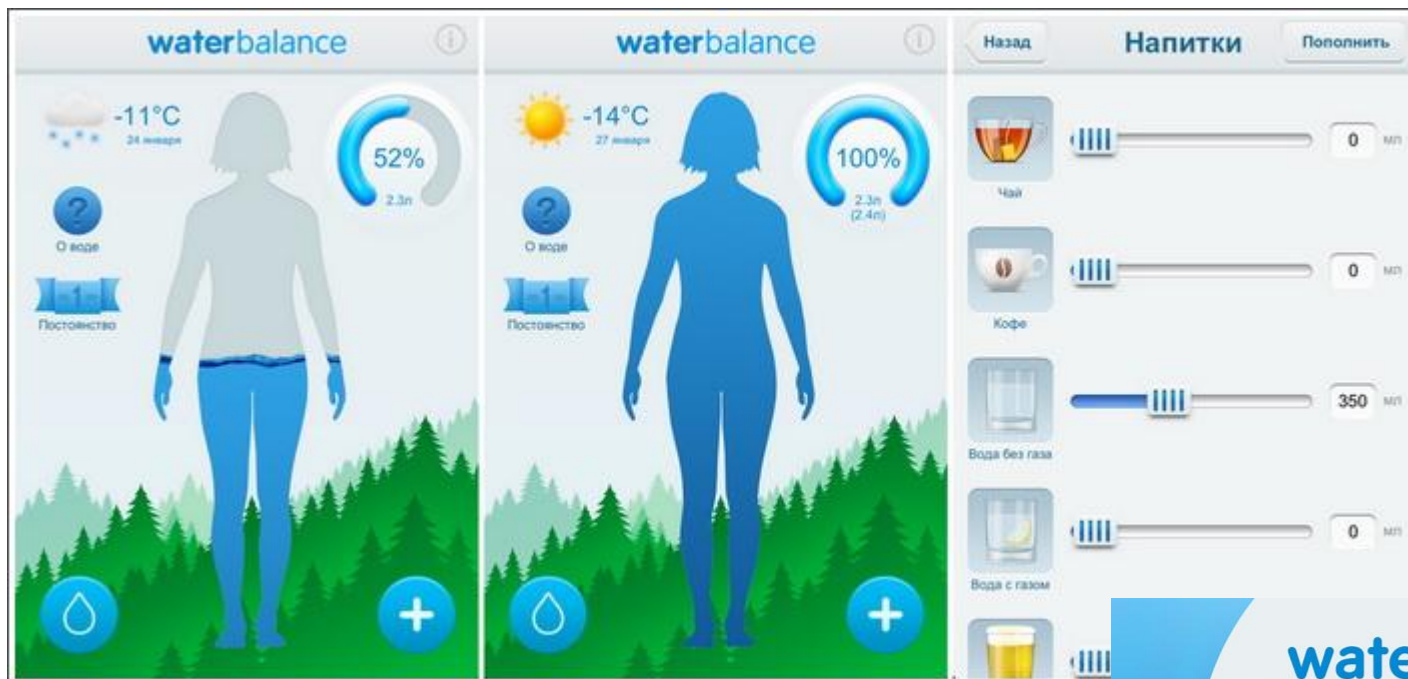 waterbalance
-11°C
24 января
52%
2.3л
?
О воде
1
Постоянство
waterbalance
-14°C
27 января
100%
2.3л
(2.4л)
?
О воде
1
Постоянство
Назад Напитки Пополнить
0 мл
Чай
0 мл
Кофе
350 мл
Вода без газа
0 мл
Вода с газом
wate